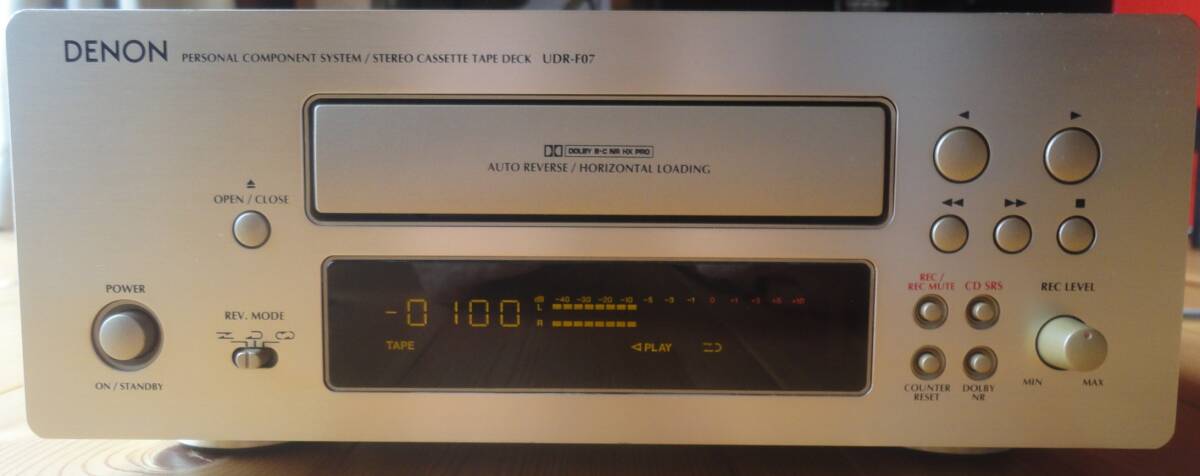 DENON PERSONAL COMPONENT SYSTEM / STEREO CASSETTE TAPE DECK UDR-F07
DOLBY B-C NR HX PRO
AUTO REVERSE / HORIZONTAL LOADING
OPEN / CLOSE
POWER
ON / STANDBY
REV. MODE
-0100
dB -40 -30 -20 -10 -5 -3 -1 0 +1 +3 +5 +10
L
R
TAPE
PLAY
REC / REC MUTE
CD SRS
REC LEVEL
COUNTER RESET
DOLBY NR
MIN
MAX